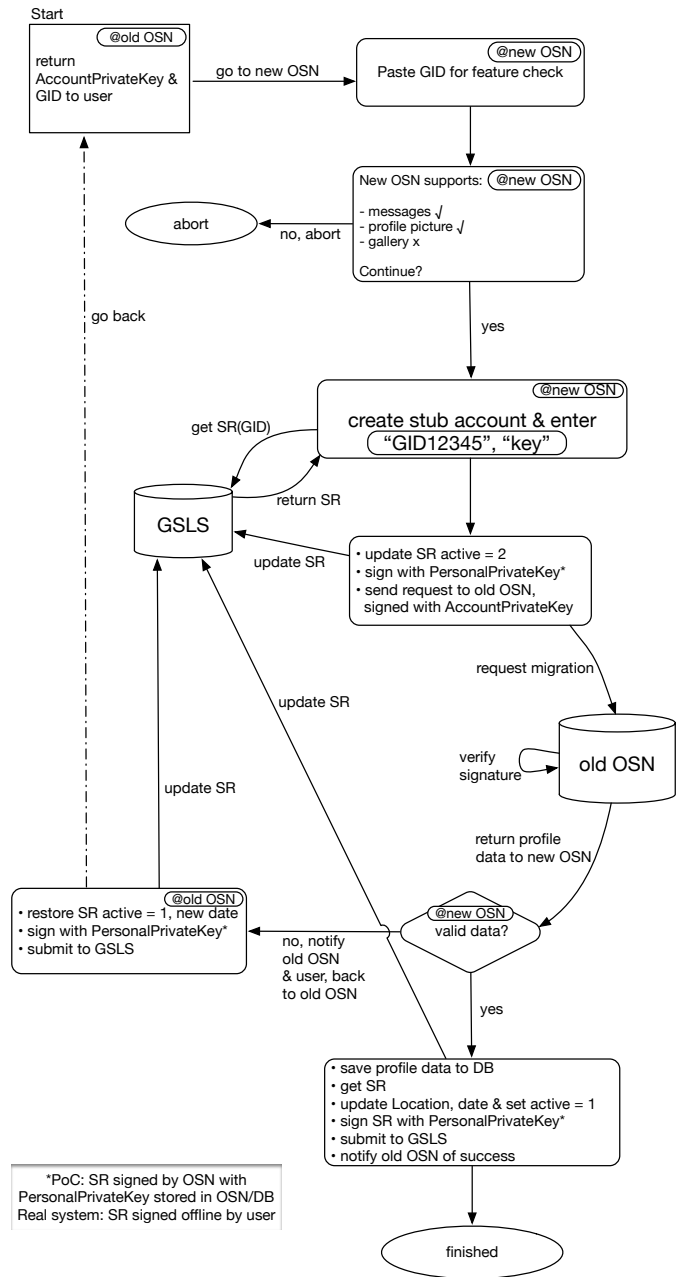 Start
@old OSN
return
AccountPrivateKey &
GID to user
go to new OSN
@new OSN
Paste GID for feature check
New OSN supports:
@new OSN
- messages √
- profile picture √
- gallery x
Continue?
no, abort
abort
go back
yes
@new OSN
create stub account & enter
“GID12345”, “key”
get SR(GID)
return SR
GSLS
update SR
• update SR active = 2
• sign with PersonalPrivateKey*
• send request to old OSN,
signed with AccountPrivateKey
request migration
update SR
verify
signature
old OSN
update SR
return profile
data to new OSN
@old OSN
• restore SR active = 1, new date
• sign with PersonalPrivateKey*
• submit to GSLS
@new OSN
valid data?
no, notify
old OSN
& user, back
to old OSN
yes
• save profile data to DB
• get SR
• update Location, date & set active = 1
• sign SR with PersonalPrivateKey*
• submit to GSLS
• notify old OSN of success
*PoC: SR signed by OSN with
PersonalPrivateKey stored in OSN/DB
Real system: SR signed offline by user
finished